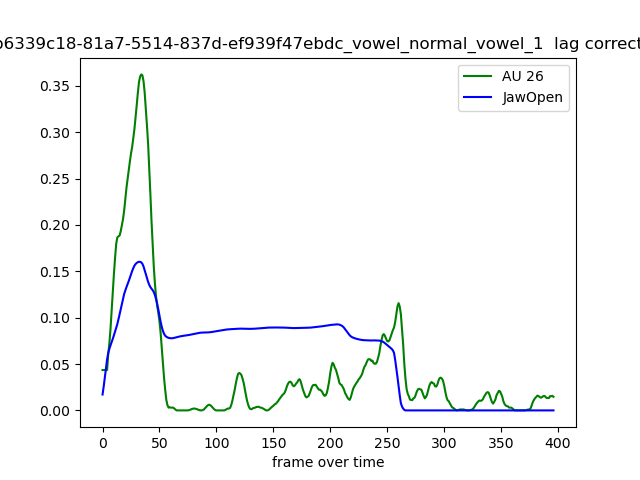 b6339c18-81a7-5514-837d-ef939f47ebdc_vowel_normal_vowel_1 lag correct
AU 26
JawOpen
0.35
0.30
0.25
0.20
0.15
0.10
0.05
0.00
0 50 100 150 200 250 300 350 400
frame over time